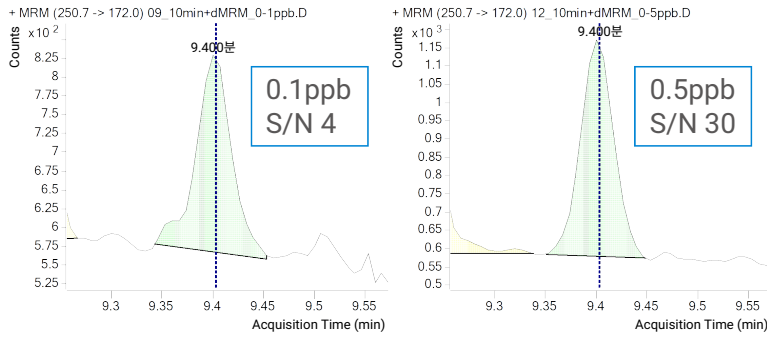 + MRM (250.7 -> 172.0) 09_10min+dMRM_0-1ppb.D
Counts
x10 2
8.25
8
7.75
7.5
7.25
7
6.75
6.5
6.25
6
5.75
5.5
5.25
9.400분
0.1ppb
S/N 4
9.3 9.35 9.4 9.45 9.5 9.55
Acquisition Time (min)
+ MRM (250.7 -> 172.0) 12_10min+dMRM_0-5ppb.D
Counts
x10 3
1.15
1.1
1.05
1
0.95
0.9
0.85
0.8
0.75
0.7
0.65
0.6
0.55
0.5
9.400분
0.5ppb
S/N 30
9.3 9.35 9.4 9.45 9.5 9.55
Acquisition Time (min)